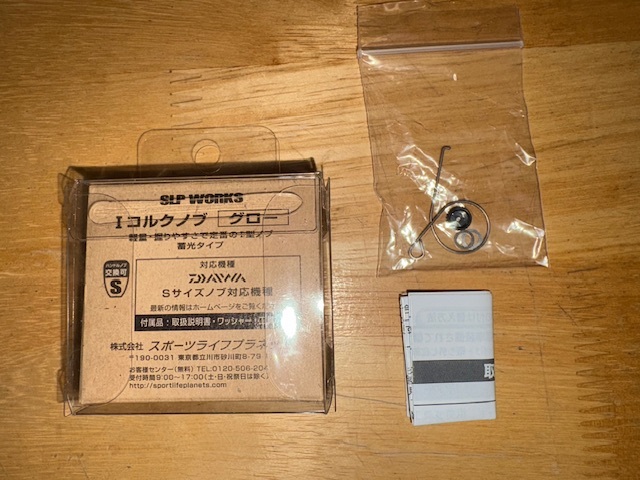 SLP WORKS
Iコルクノブ グロー
軽量・握りやすさで定番のI型ノブ
蓄光タイプ
ハンドルノブ
交換可
S
対応機種
DAIWA
Sサイズノブ対応機種
最新の情報はホームページをご覧くだ
付属品：取扱説明書・ワッシャー
株式会社 スポーツライフプラネッ
〒190-0031 東京都立川市砂川町8-79
お客様センター(無料) TEL:0120-506-204
受付時間9:00～17:00(土・日・祝祭日は除く)
http://sportlifeplanets.com/
取